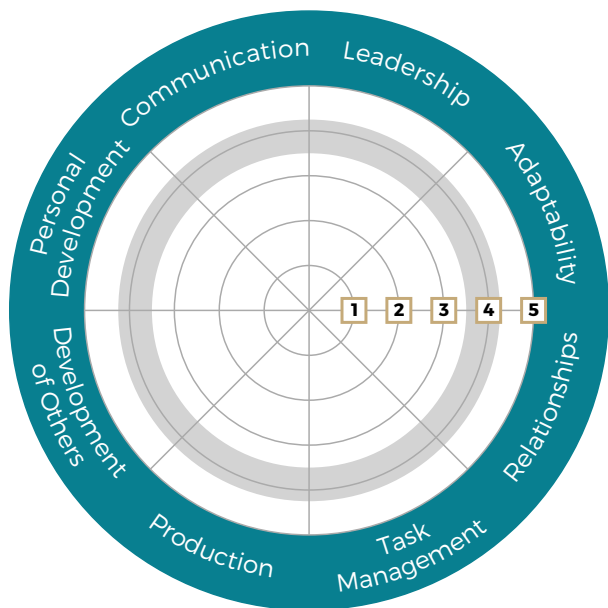 Communication
Leadership
Adaptability
Relationships
Task
Management
Production
Development
of Others
Personal
Development
1
2
3
4
5